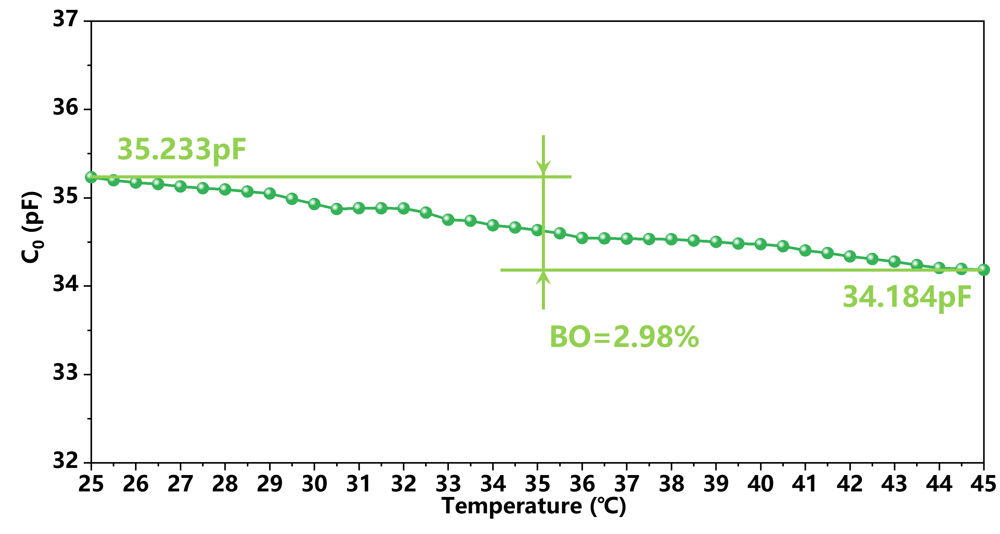 37
36
35.233pF
35
C₀ (pF)
34
34.184pF
BO=2.98%
33
32
25 26 27 28 29 30 31 32 33 34 35 36 37 38 39 40 41 42 43 44 45
Temperature (℃)